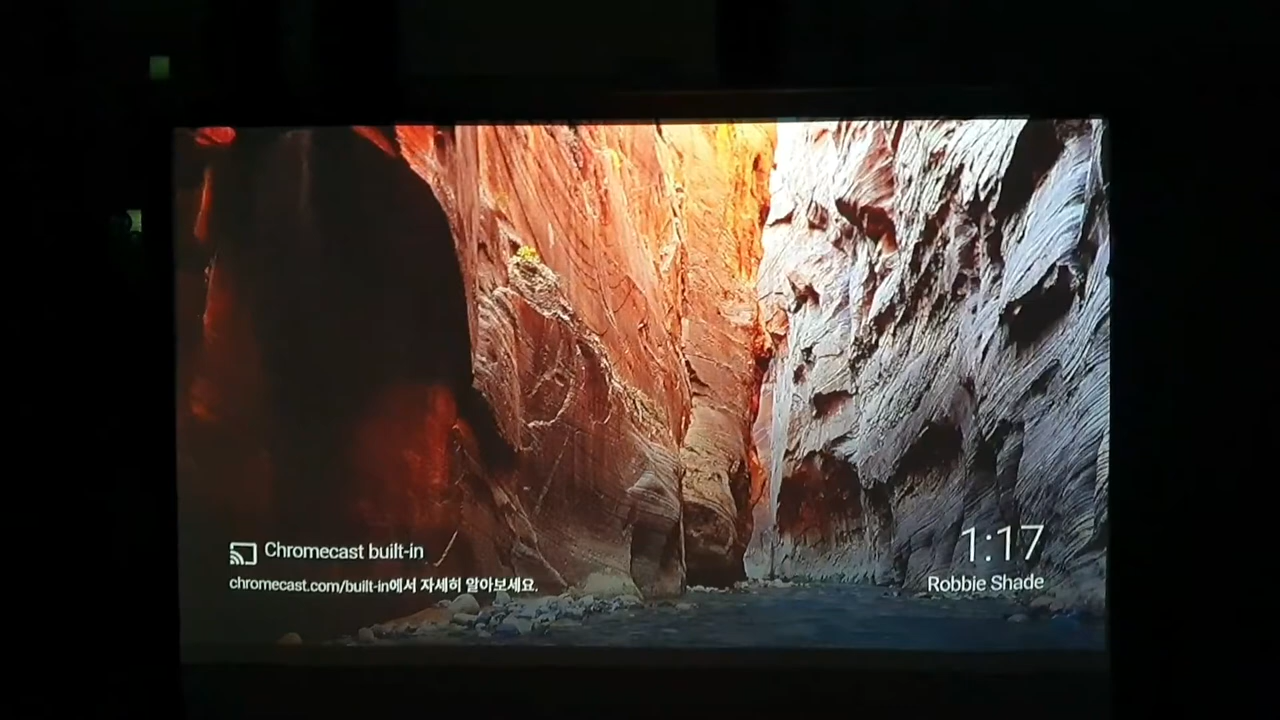 Chromecast built-in
chromecast.com/built-in에서 자세히 알아보세요.
1:17
Robbie Shade